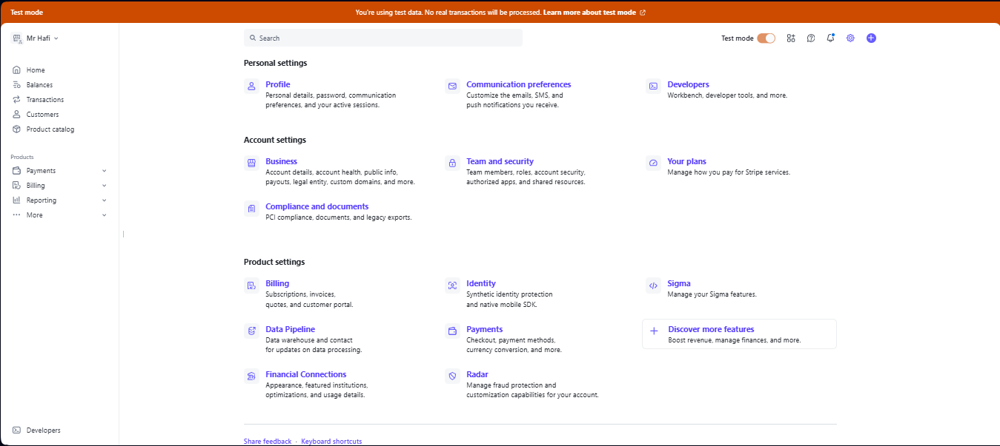 Test mode
You're using test data. No real transactions will be processed. Learn more about test mode
Mr Hafi
Search
Test mode
Home
Balances
Transactions
Customers
Product catalog
Products
Payments
Billing
Reporting
More
Developers
Personal settings
Profile
Personal details, password, communication
preferences, and your active sessions.
Communication preferences
Customize the emails, SMS, and
push notifications you receive.
Developers
Workbench, developer tools, and more.
Account settings
Business
Account details, account health, public info,
payouts, legal entity, custom domains, and more.
Team and security
Team members, roles, account security,
authorized apps, and shared resources.
Your plans
Manage how you pay for Stripe services.
Compliance and documents
PCI compliance, documents, and legacy exports.
Product settings
Billing
Subscriptions, invoices,
quotes, and customer portal.
Identity
Synthetic identity protection
and native mobile SDK.
Sigma
Manage your Sigma features.
Data Pipeline
Data warehouse and contact
for updates on data processing.
Payments
Checkout, payment methods,
currency conversion, and more.
Discover more features
Boost revenue, manage finances, and more.
Financial Connections
Appearance, featured institutions,
optimizations, and usage details.
Radar
Manage fraud protection and
customization capabilities for your account.
Share feedback · Keyboard shortcuts